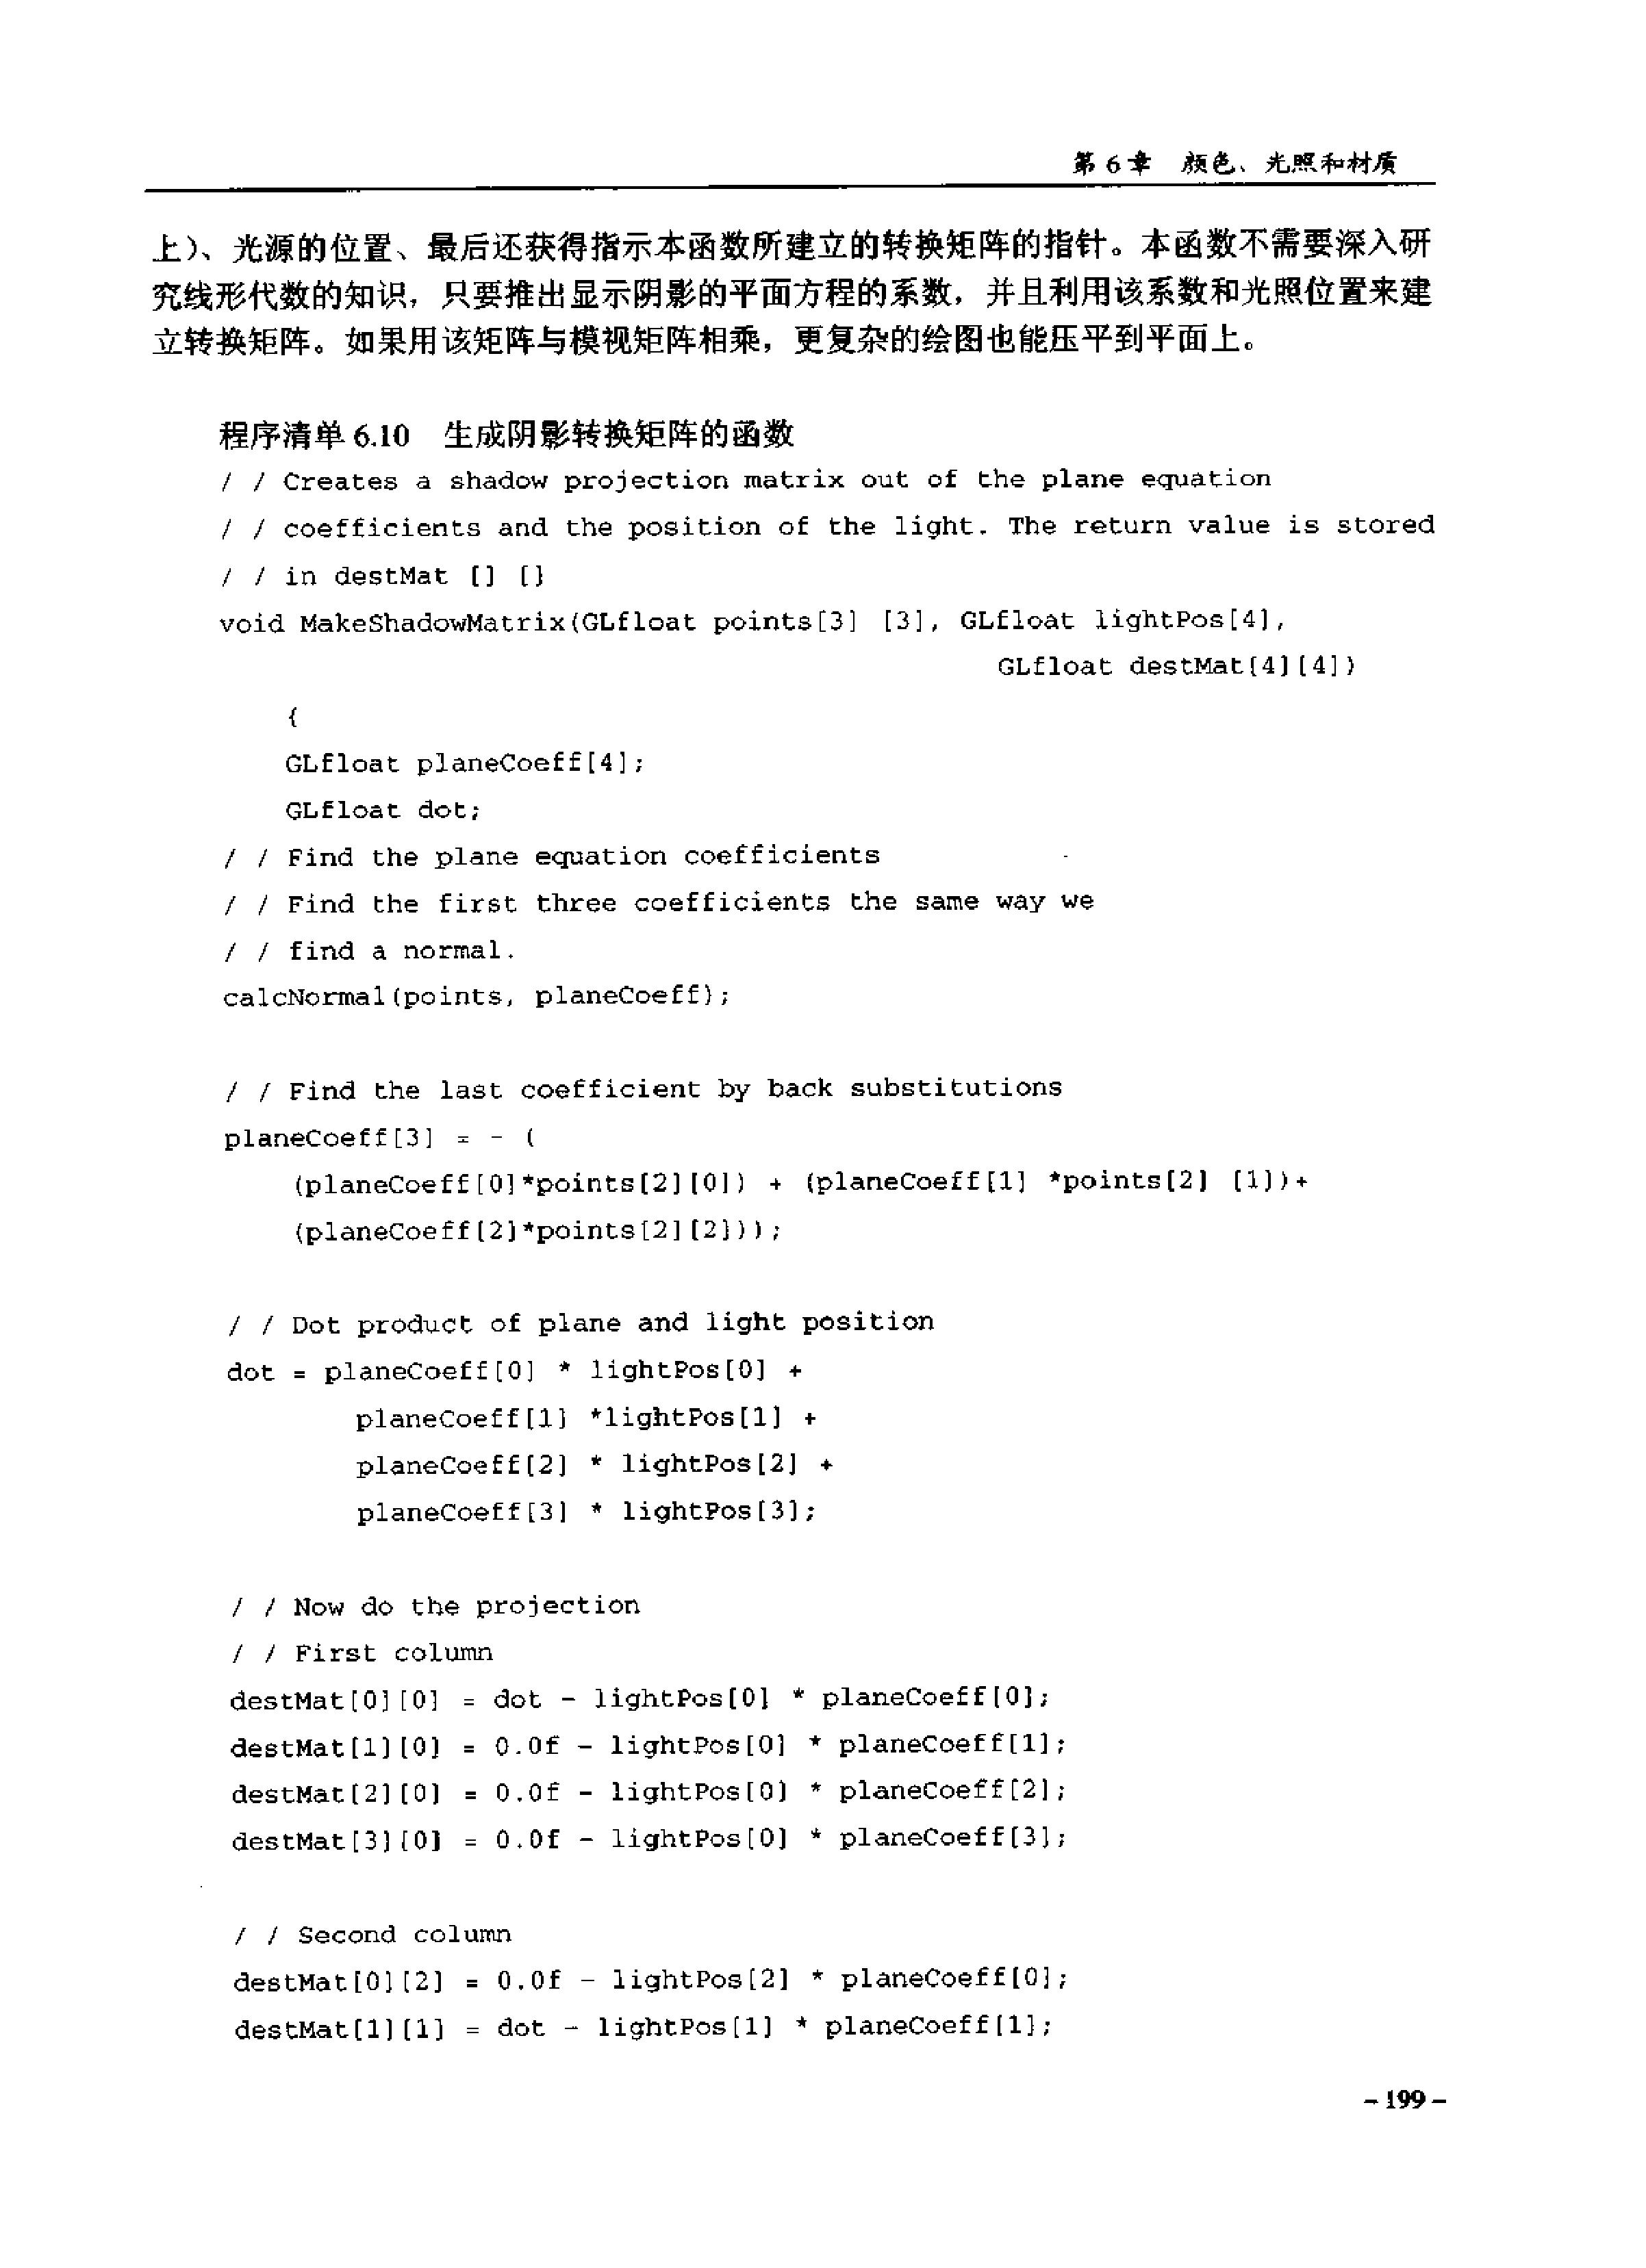 第 6 章 颜色、光照和材质
上）、光源的位置、最后还获得指示本函数所建立的转换矩阵的指针。本函数不需要深入研
究线形代数的知识，只要推出显示阴影的平面方程的系数，并且利用该系数和光照位置来建
立转换矩阵。如果用该矩阵与模视矩阵相乘，更复杂的绘图也能压平到平面上。
程序清单 6.10 生成阴影转换矩阵的函数
/ / Creates a shadow projection matrix out of the plane equation
/ / coefficients and the position of the light. The return value is stored
/ / in destMat [] []
void MakeShadowMatrix(GLfloat points[3] [3], GLfloat lightPos[4],
GLfloat destMat[4][4])
{
GLfloat planeCoeff[4];
GLfloat dot;
/ / Find the plane equation coefficients
/ / Find the first three coefficients the same way we
/ / find a normal.
calcNormal(points, planeCoeff);
/ / Find the last coefficient by back substitutions
planeCoeff[3] = - (
(planeCoeff[0]*points[2][0]) + (planeCoeff[1] *points[2] [1])+
(planeCoeff[2]*points[2][2]));
/ / Dot product of plane and light position
dot = planeCoeff[0] * lightPos[0] +
planeCoeff[1] *lightPos[1] +
planeCoeff[2] * lightPos[2] +
planeCoeff[3] * lightPos[3];
/ / Now do the projection
/ / First column
destMat[0][0] = dot - lightPos[0] * planeCoeff[0];
destMat[1][0] = 0.0f - lightPos[0] * planeCoeff[1];
destMat[2][0] = 0.0f - lightPos[0] * planeCoeff[2];
destMat[3][0] = 0.0f - lightPos[0] * planeCoeff[3];
/ / Second column
destMat[0][2] = 0.0f - lightPos[2] * planeCoeff[0];
destMat[1][1] = dot - lightPos[1] * planeCoeff[1];
- 199 -